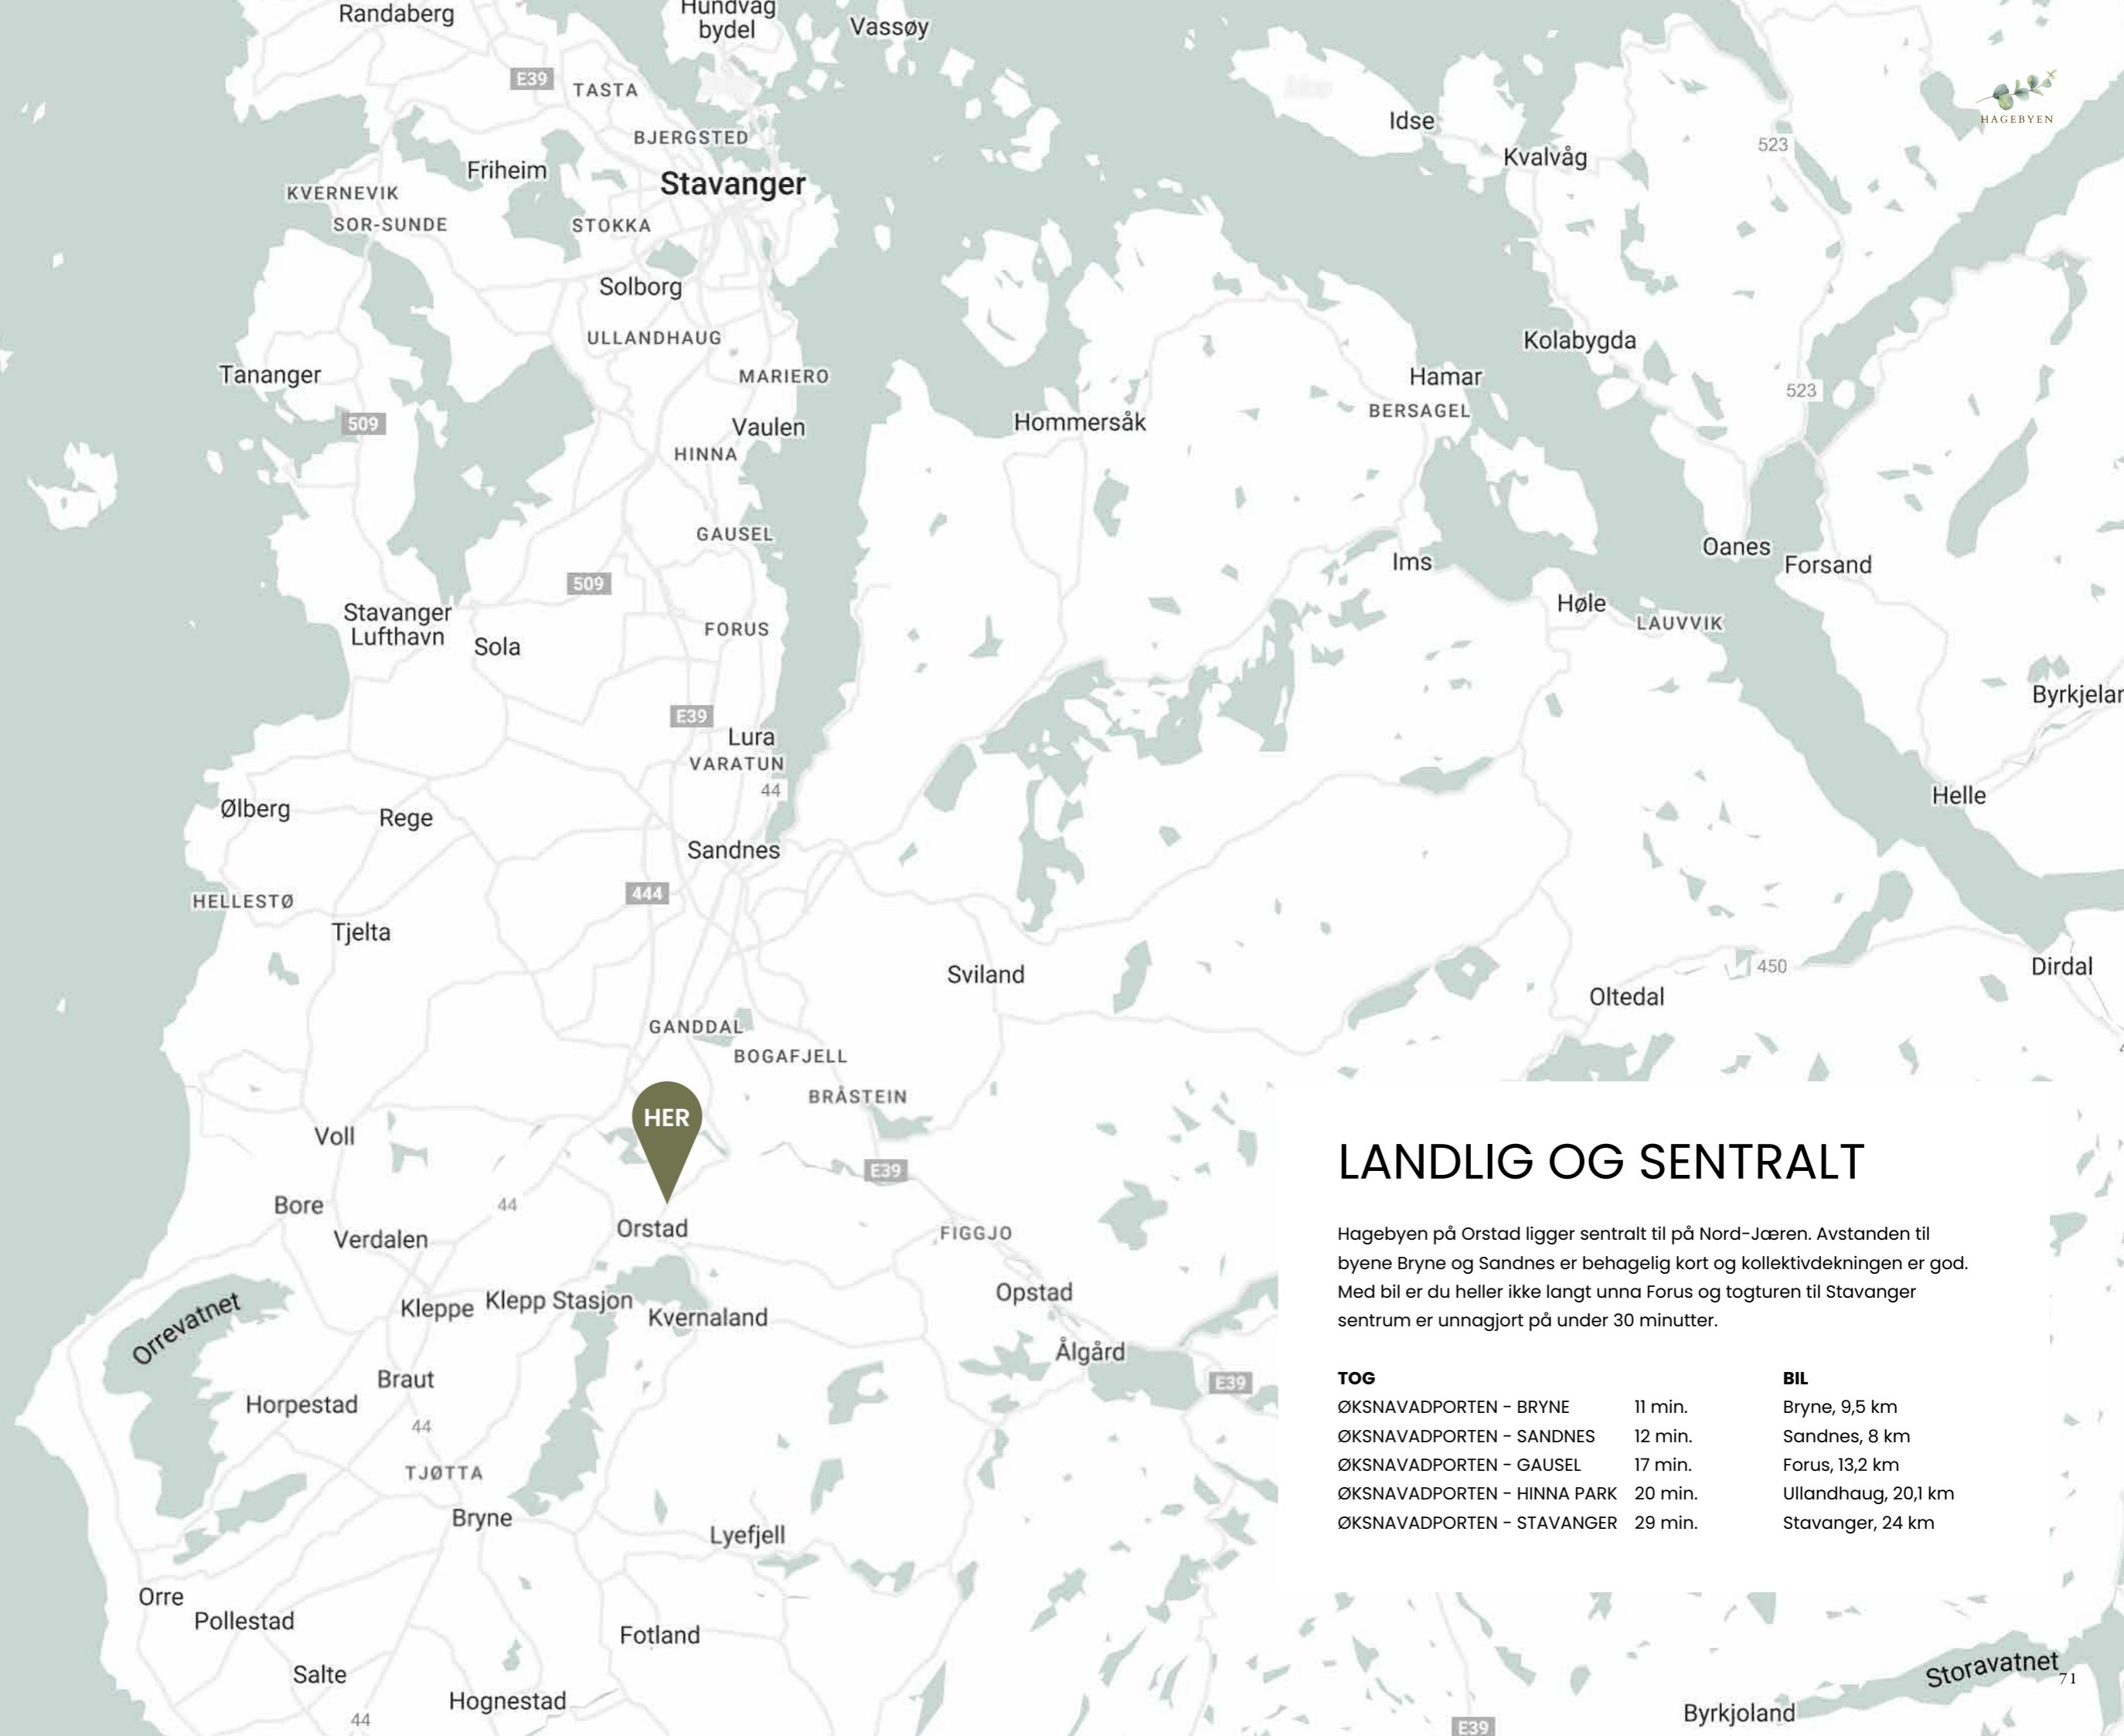 Randaberg
Hundvåg
bydel
Vassøy
E39
TASTA
HAGEBYEN
BJERGSTED
Idse
523
Kvalvåg
Friheim
Stavanger
KVERNEVIK
SOR-SUNDE
STOKKA
Solborg
ULLANDHAUG
Kolabygda
Tananger
MARIERO
Hamar
523
BERSAGEL
509
Vaulen
Hommersåk
HINNA
GAUSEL
Oanes
Ims
Forsand
509
Høle
Stavanger
Lufthavn
LAUVVIK
FORUS
Sola
Byrkjelan
E39
Lura
VARATUN
44
Helle
Ølberg
Rege
Sandnes
444
HELLESTØ
Tjelta
Sviland
450
Dirdal
Oltedal
GANDDAL
BOGAFJELL
BRÅSTEIN
HER
Voll
E39
Bore
44
Orstad
Verdalen
FIGGJO
Opstad
Orrevatnet
Kleppe
Klepp Stasjon
Kvernaland
Ålgård
Braut
E39
Horpestad
44
TJØTTA
Bryne
Lyefjell
Orre
Pollestad
Fotland
Salte
Hognestad
44
LANDLIG OG SENTRALT
Hagebyen på Orstad ligger sentralt til på Nord-Jæren. Avstanden til
byene Bryne og Sandnes er behagelig kort og kollektivdekningen er god.
Med bil er du heller ikke langt unna Forus og togturen til Stavanger
sentrum er unnagjort på under 30 minutter.
TOG BIL
ØKSNAVADPORTEN - BRYNE 11 min. Bryne, 9,5 km
ØKSNAVADPORTEN - SANDNES 12 min. Sandnes, 8 km
ØKSNAVADPORTEN - GAUSEL 17 min. Forus, 13,2 km
ØKSNAVADPORTEN - HINNA PARK 20 min. Ullandhaug, 20,1 km
ØKSNAVADPORTEN - STAVANGER 29 min. Stavanger, 24 km
Storavatnet
71
Byrkjoland
E39